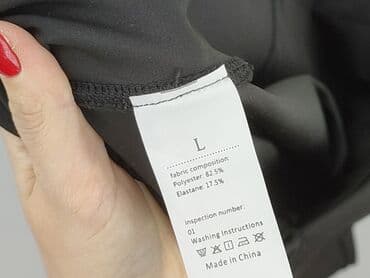 L
fabric composition:
Polyester: 82.5%
Elastane: 17.5%
inspection number:
01
Washing Instructions
Made in China